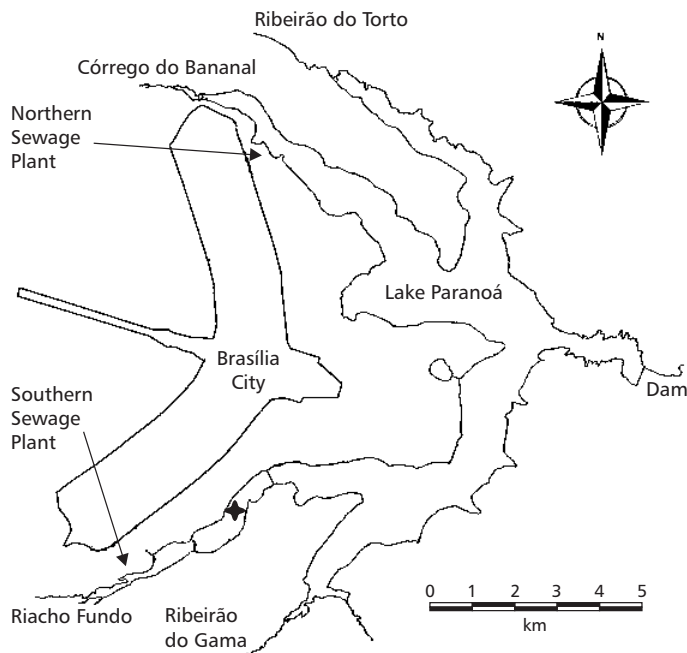 Ribeirão do Torto
N
Córrego do Bananal
Northern
Sewage
Plant
Lake Paranoá
Brasília
City
Dam
Southern
Sewage
Plant
Riacho Fundo
Ribeirão
do Gama
0 1 2 3 4 5
km